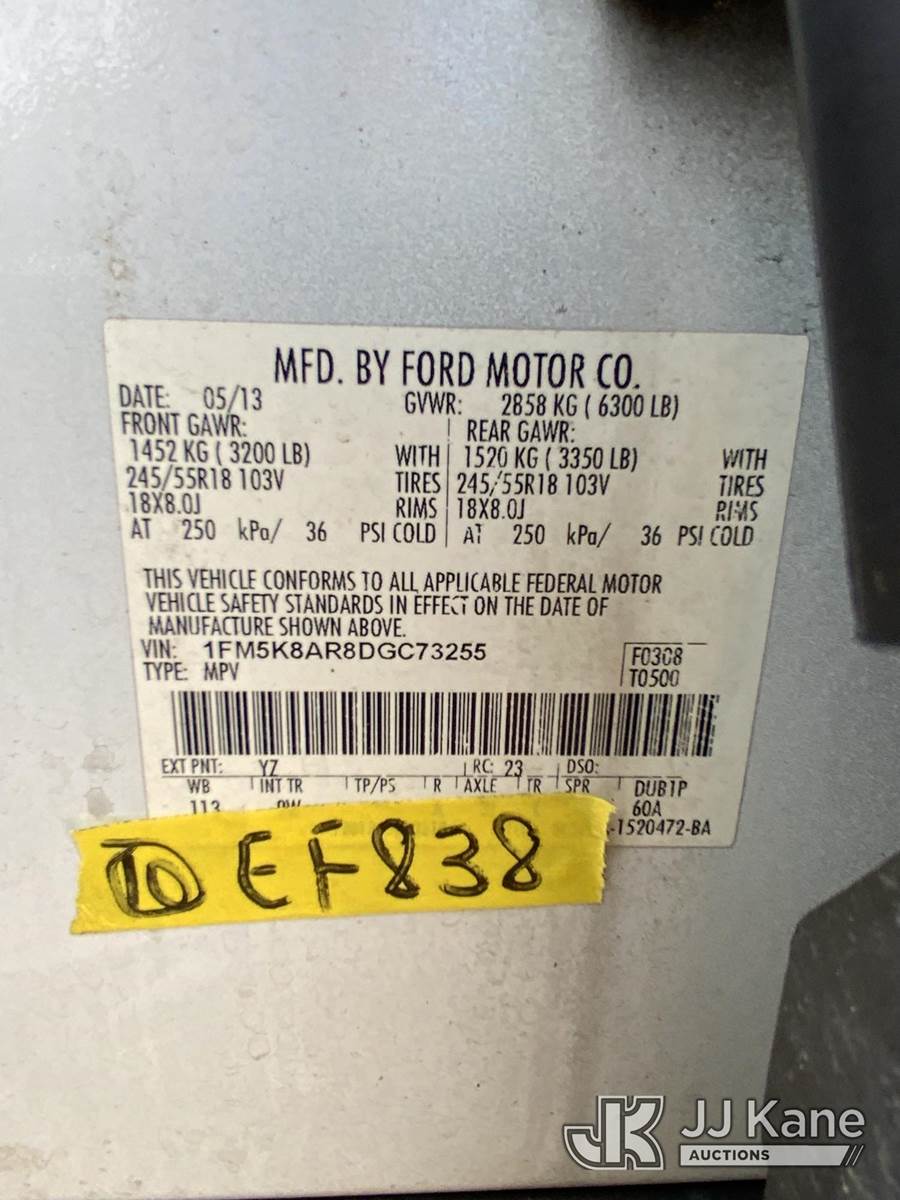 MFD. BY FORD MOTOR CO.
DATE: 05/13 GVWR: 2858 KG ( 6300 LB)
FRONT GAWR: REAR GAWR:
1452 KG ( 3200 LB) WITH 1520 KG ( 3350 LB) WITH
245/55R18 103V TIRES 245/55R18 103V TIRES
18X8.0J RIMS 18X8.0J RIMS
AT 250 kPa/ 36 PSI COLD AT 250 kPa/ 36 PSI COLD
THIS VEHICLE CONFORMS TO ALL APPLICABLE FEDERAL MOTOR
VEHICLE SAFETY STANDARDS IN EFFECT ON THE DATE OF
MANUFACTURE SHOWN ABOVE.
VIN: 1FM5K8AR8DGC73255 F0308
TYPE: MPV T0500
EXT PNT: YZ RC: 23 DSO:
WB INT TR TP/PS R AXLE TR SPR DUB1P
113 60A
-1520472-BA
EF838
JK JJ Kane
AUCTIONS